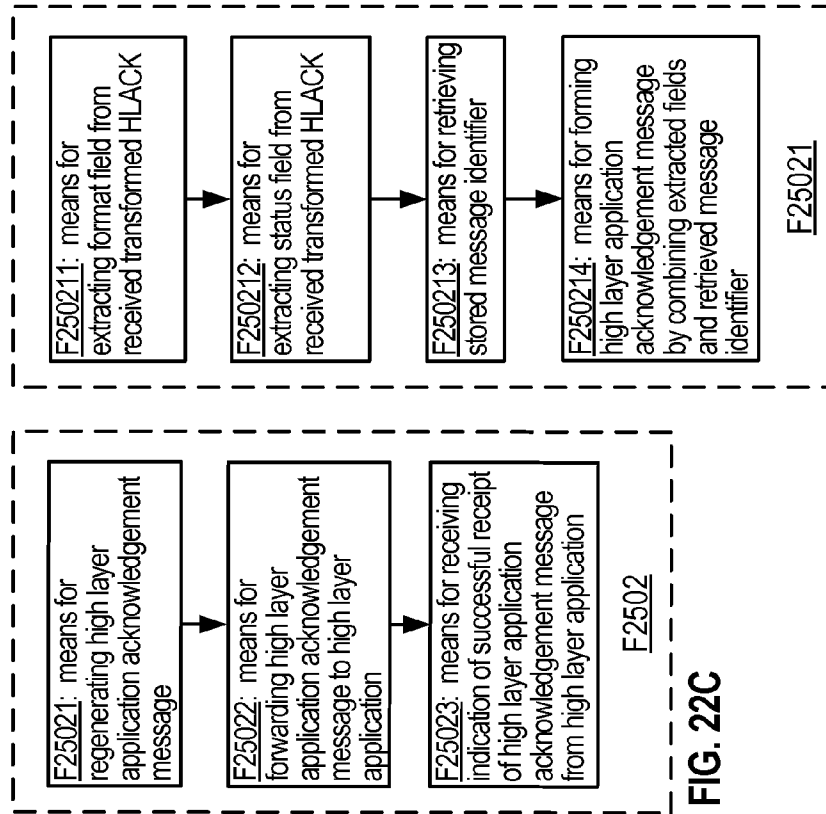 F25021: means for
regenerating high layer
application acknowledgement
message
F25022: means for
forwarding high layer
application acknowledgement
message to high layer
application
F25023: means for receiving
indication of successful receipt
of high layer application
acknowledgement message
from high layer application
F2502
FIG. 22C
F250211: means for
extracting format field from
received transformed HLACK
F250212: means for
extracting status field from
received transformed HLACK
F250213: means for retrieving
stored message identifier
F250214: means for forming
high layer application
acknowledgement message
by combining extracted fields
and retrieved message
identifier
F25021